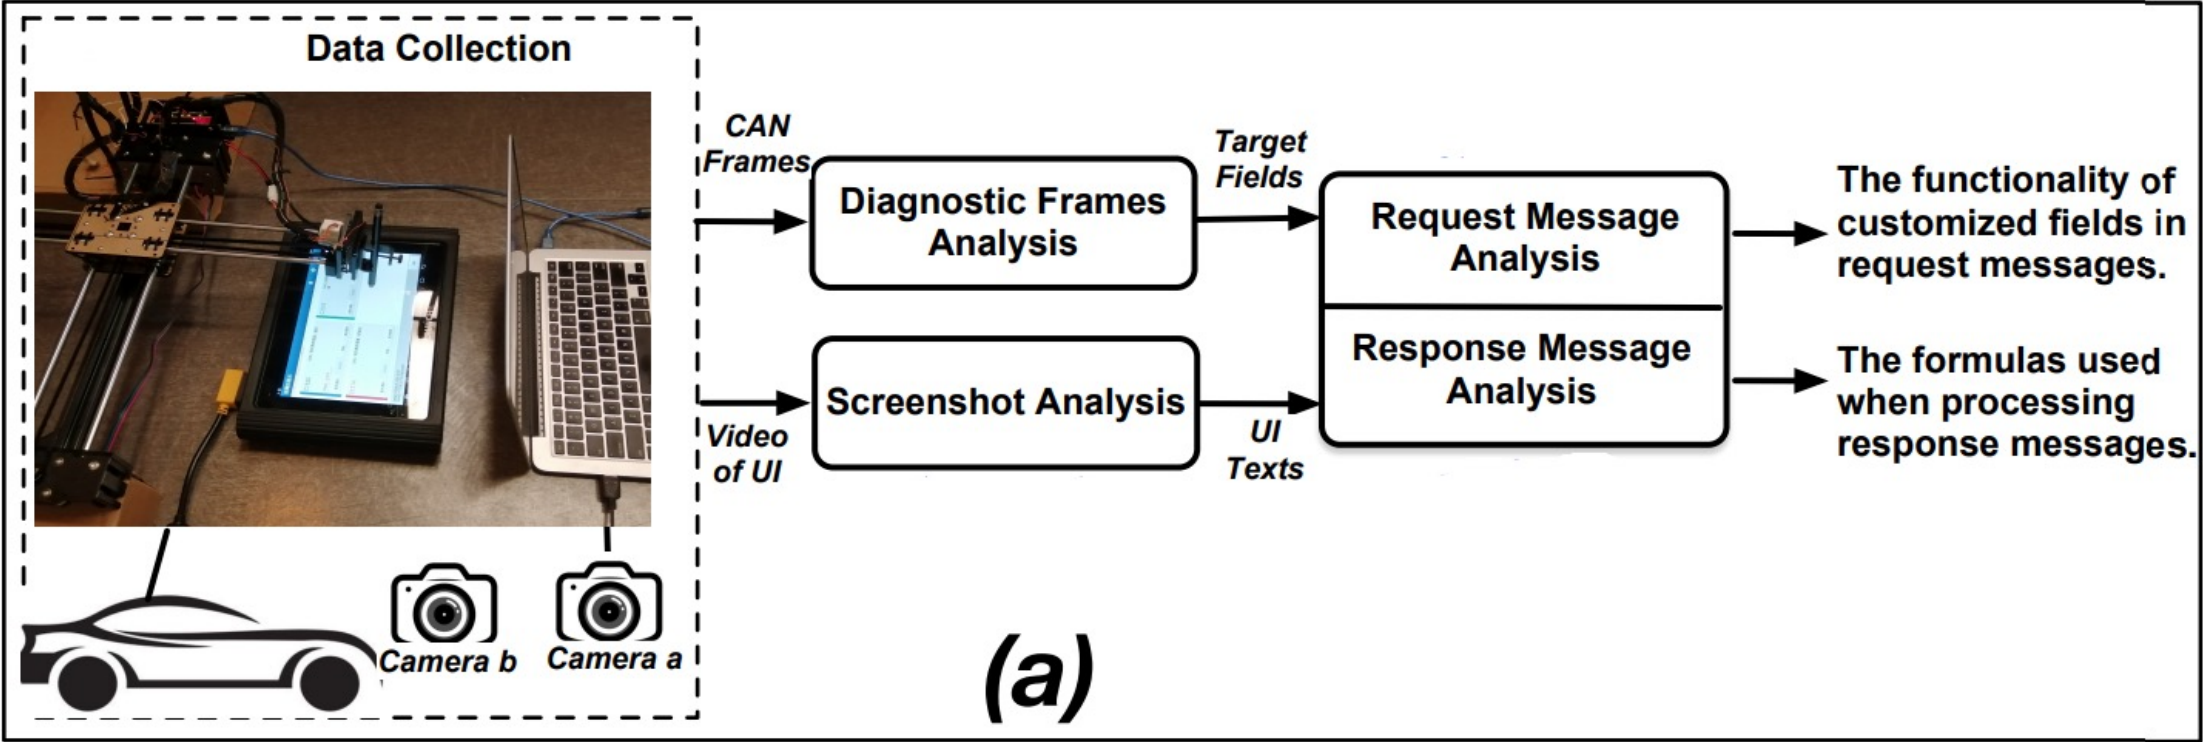 Data Collection
CAN
Frames
Diagnostic Frames
Analysis
Target
Fields
Request Message
Analysis
The functionality of
customized fields in
request messages.
Video
of UI
Screenshot Analysis
UI
Texts
Response Message
Analysis
The formulas used
when processing
response messages.
Camera b
Camera a
(a)